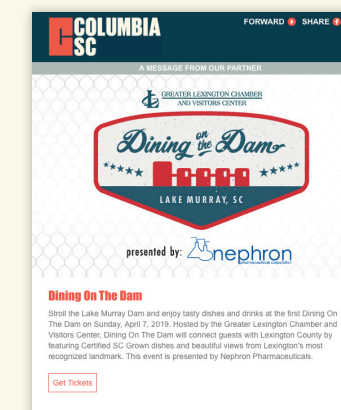 COLUMBIA
SC
FORWARD SHARE
A MESSAGE FROM OUR PARTNER
GREATER LEXINGTON CHAMBER
AND VISITORS CENTER
Dining on the Dam
LAKE MURRAY, SC
presented by: nephron
pharmaceuticals corporation
Dining On The Dam
Stroll the Lake Murray Dam and enjoy tasty dishes and drinks at the first Dining On
The Dam on Sunday, April 7, 2019. Hosted by the Greater Lexington Chamber and
Visitors Center, Dining On The Dam will connect guests with Lexington County by
featuring Certified SC Grown dishes and beautiful views from Lexington's most
recognized landmark. This event is presented by Nephron Pharmaceuticals.
Get Tickets